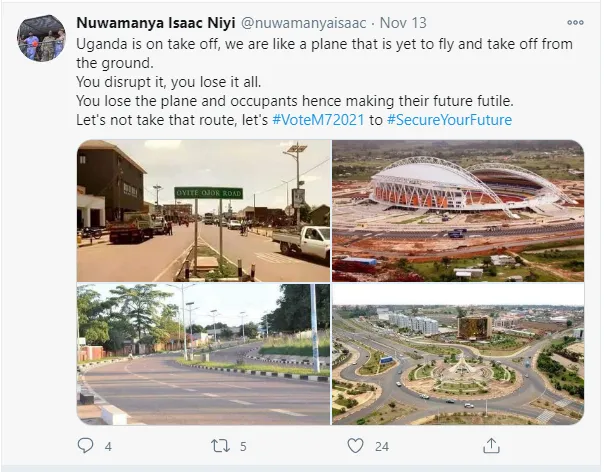 Nuwamanya Isaac Niyi @nuwamanyaisaac · Nov 13
Uganda is on take off, we are like a plane that is yet to fly and take off from
the ground.
You disrupt it, you lose it all.
You lose the plane and occupants hence making their future futile.
Let's not take that route, let's #VoteM72021 to #SecureYourFuture
OYITE OJOK ROAD
4
5
24